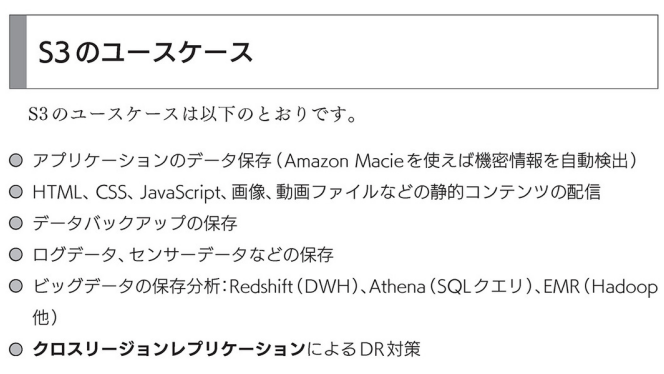 S3のユースケース
S3のユースケースは以下のとおりです。
● アプリケーションのデータ保存（Amazon Macieを使えば機密情報を自動検出）
● HTML、CSS、JavaScript、画像、動画ファイルなどの静的コンテンツの配信
● データバックアップの保存
● ログデータ、センサーデータなどの保存
● ビッグデータの保存分析：Redshift（DWH）、Athena（SQLクエリ）、EMR（Hadoop
他）
● クロスリージョンレプリケーションによるDR対策